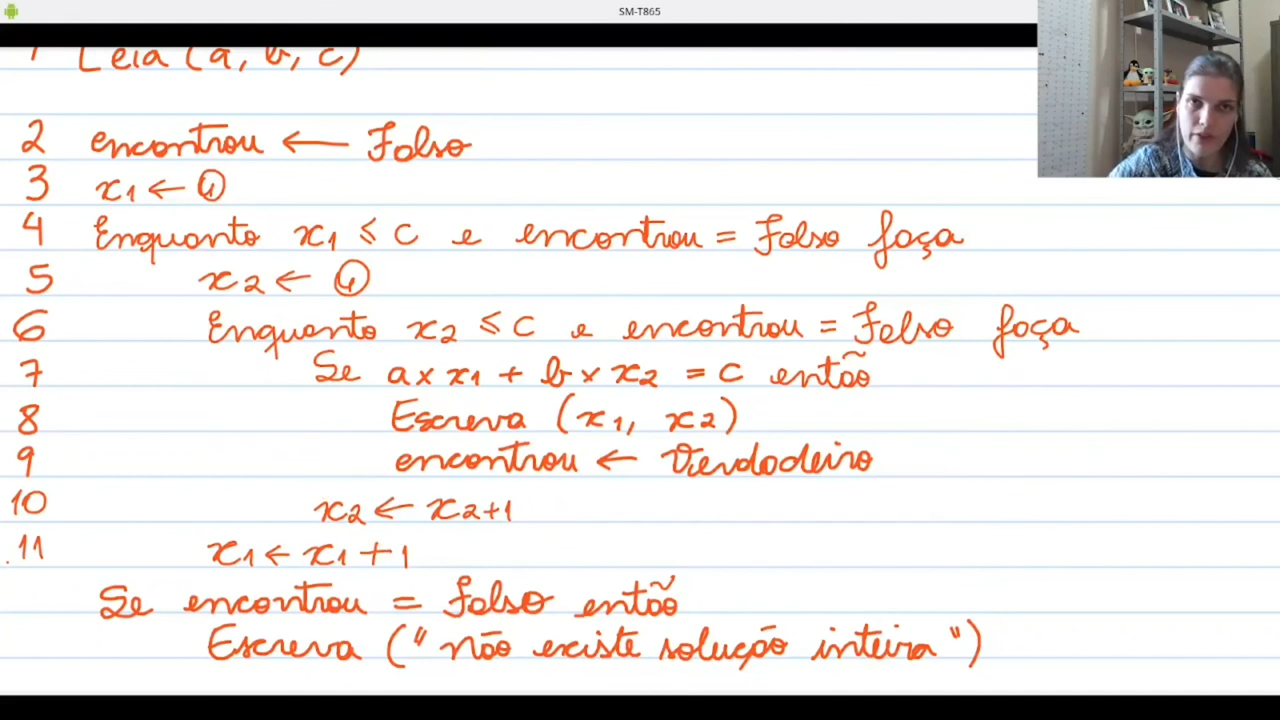 SM-T865
1 Leia (a, b, c)
2 encontrou ← Falso
3 x1 ← 1
4 Enquanto x1 ≤ c e encontrou = Falso faça
5 x2 ← 1
6 Enquanto x2 ≤ c e encontrou = Falso faça
7 Se a × x1 + b × x2 = c então
8 Escreva (x1, x2)
9 encontrou ← Verdadeiro
10 x2 ← x2+1
11 x1 ← x1 + 1
Se encontrou = Falso então
Escreva ("não existe solução inteira")